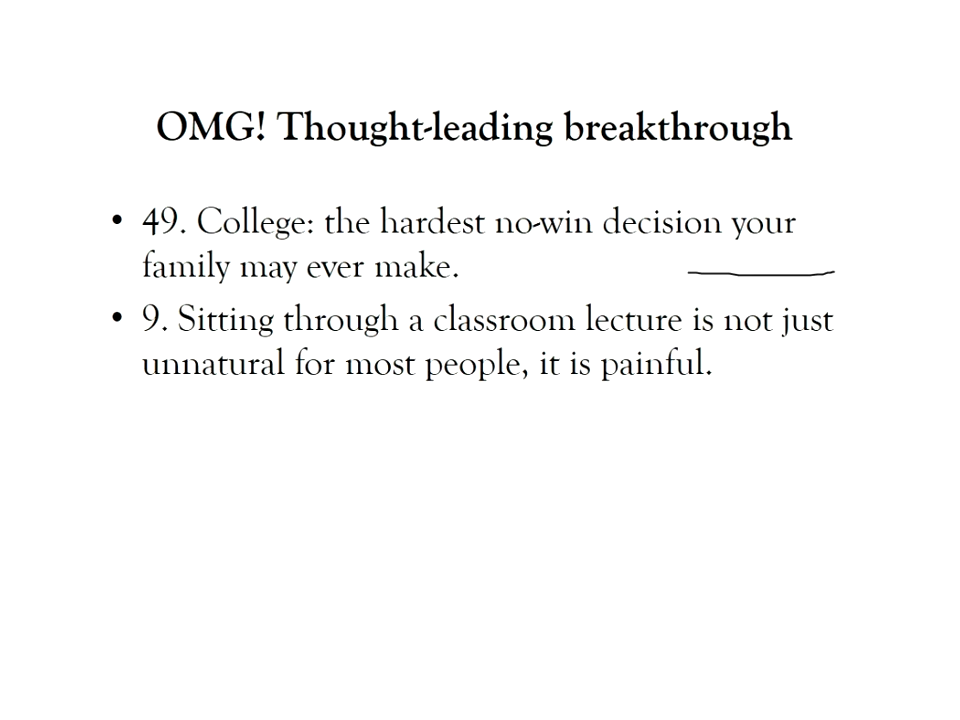 OMG! Thought-leading breakthrough
• 49. College: the hardest no-win decision your
family may ever make.
• 9. Sitting through a classroom lecture is not just
unnatural for most people, it is painful.